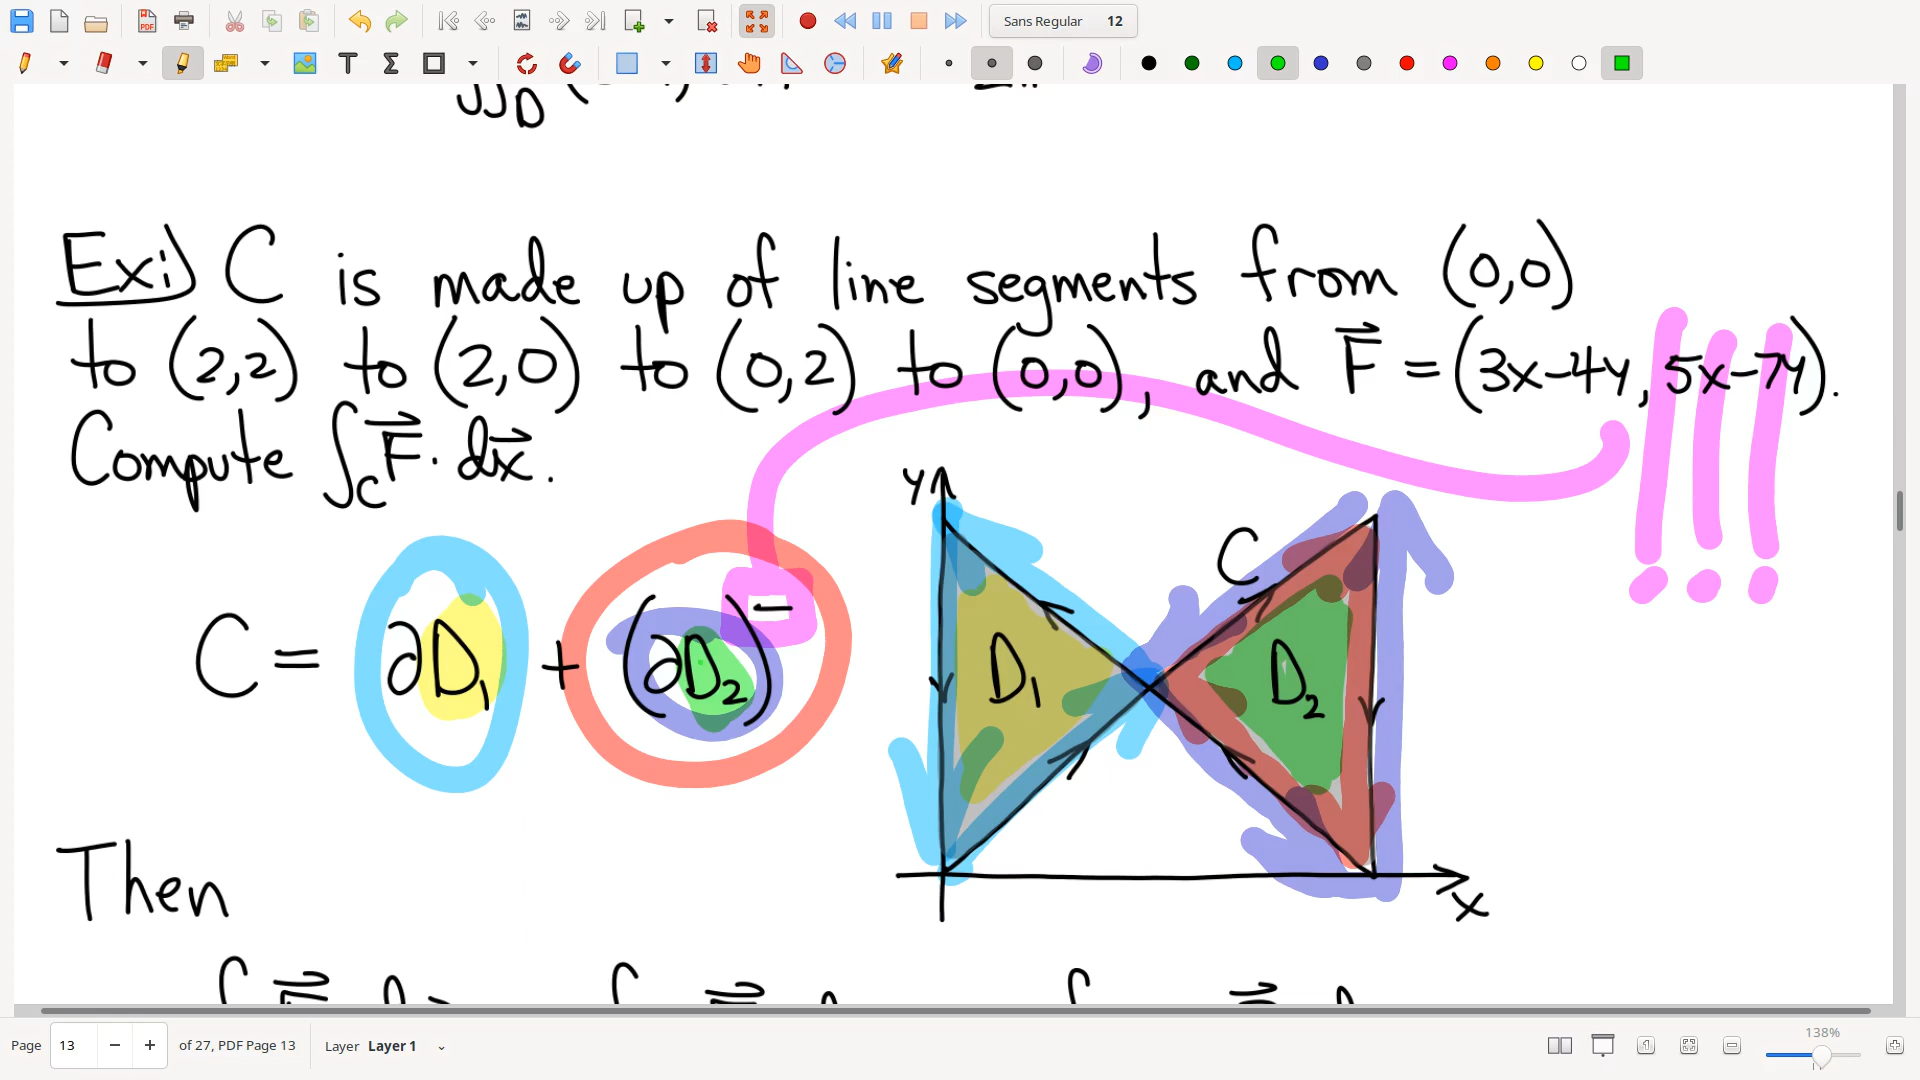 Sans Regular 12
∬D
Ex:) C is made up of line segments from (0,0)
to (2,2) to (2,0) to (0,2) to (0,0), and F⃗ = (3x-4y, 5x-7y).
Compute ∫C F⃗ · dx⃗.
!!!
y
C
C = ∂D₁ + (∂D₂)⁻
D₁
D₂
x
Then
Page 13 of 27, PDF Page 13 Layer Layer 1 138%